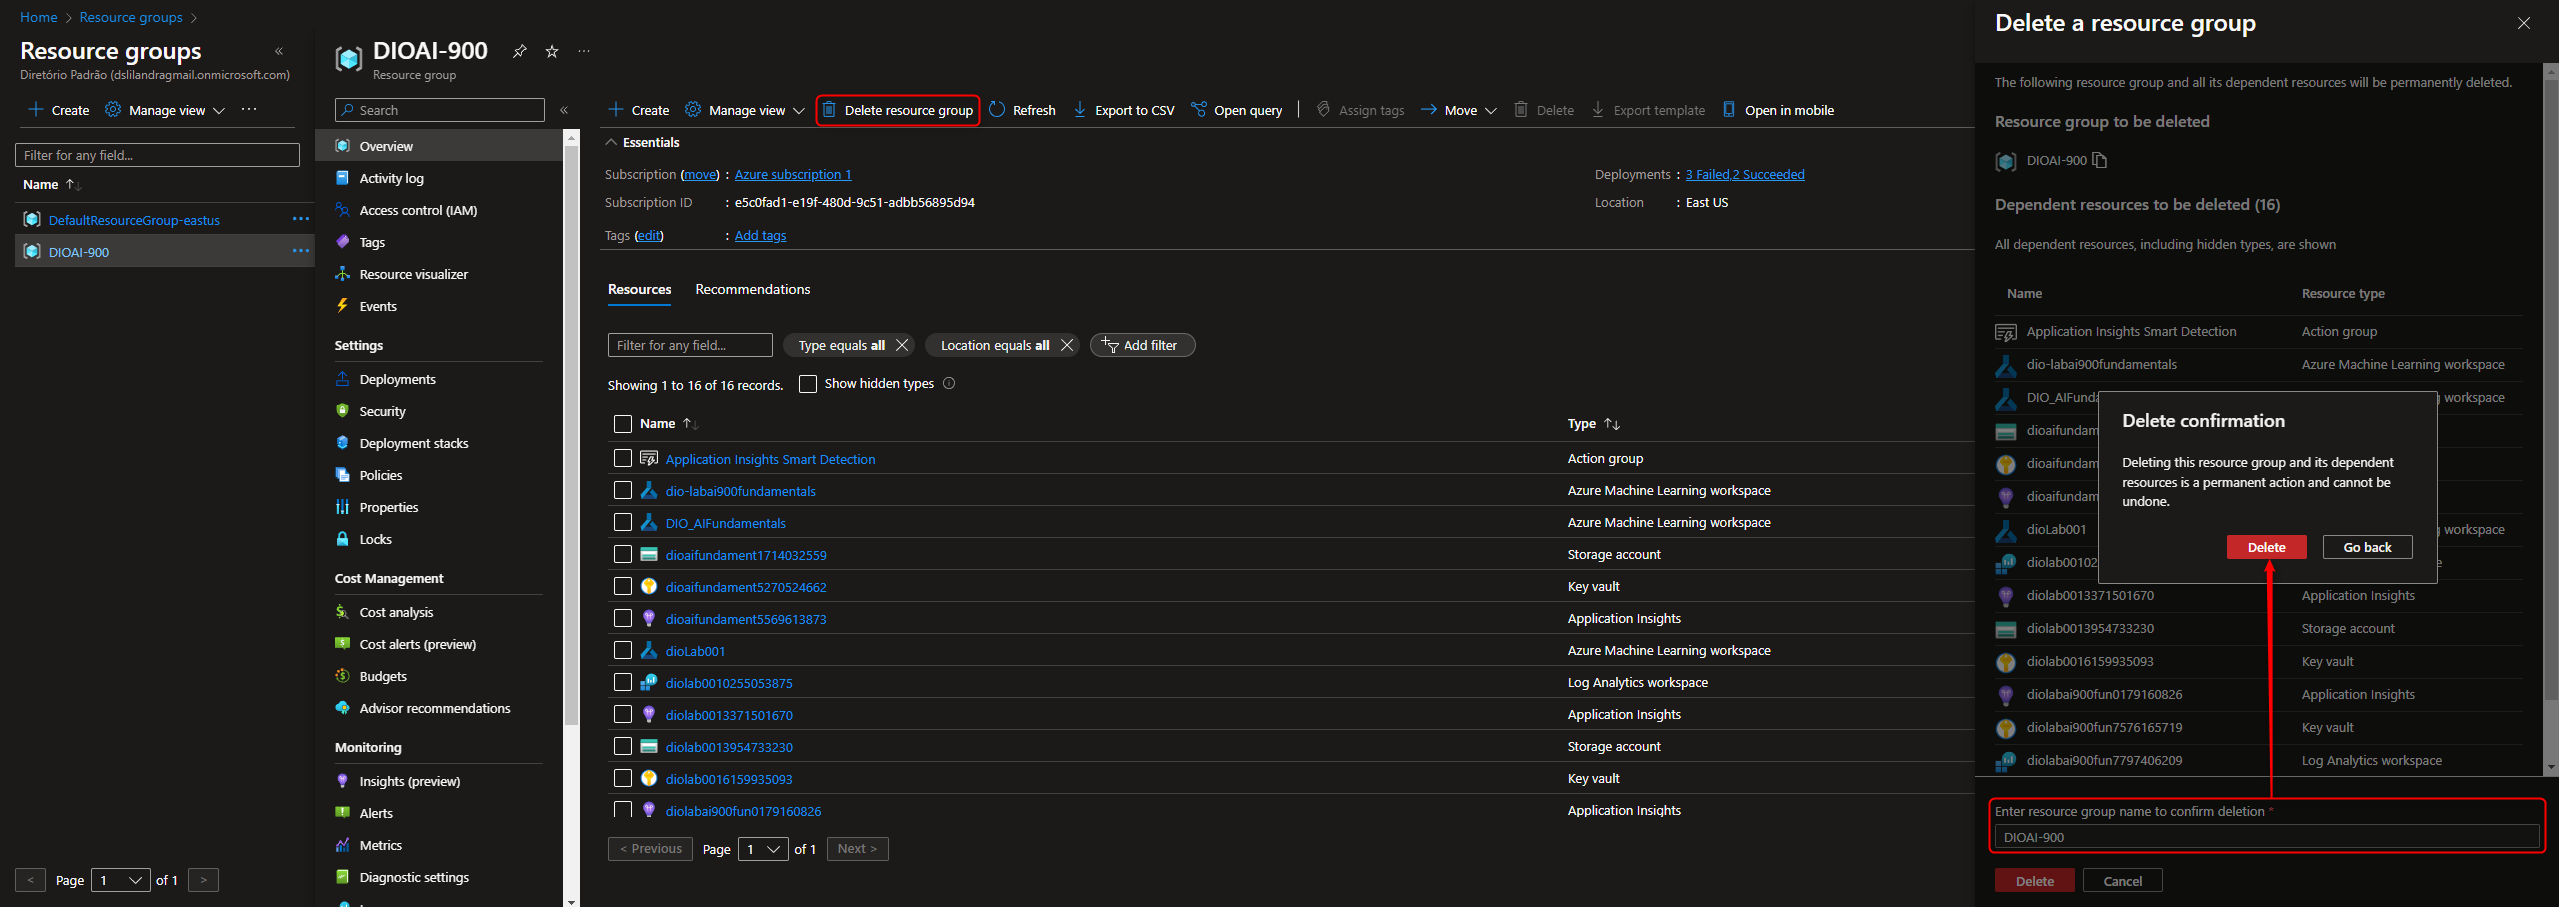 Home > Resource groups >
Resource groups «
Diretório Padrão (dslilandragmail.onmicrosoft.com)
Create Manage view ...
Filter for any field...
Name
DefaultResourceGroup-eastus ...
DIOAI-900 ...
< Page 1 of 1 >
DIOAI-900 ...
Resource group
Search «
Overview
Activity log
Access control (IAM)
Tags
Resource visualizer
Events
Settings
Deployments
Security
Deployment stacks
Policies
Properties
Locks
Cost Management
Cost analysis
Cost alerts (preview)
Budgets
Advisor recommendations
Monitoring
Insights (preview)
Alerts
Metrics
Diagnostic settings
Create Manage view Delete resource group Refresh Export to CSV Open query | Assign tags Move Delete Export template Open in mobile
Essentials
Subscription (move) : Azure subscription 1
Subscription ID : e5c0fad1-e19f-480d-9c51-adbb56895d94
Tags (edit) : Add tags
Deployments : 3 Failed,2 Succeeded
Location : East US
Resources Recommendations
Filter for any field... Type equals all Location equals all Add filter
Showing 1 to 16 of 16 records. Show hidden types
Name Type
Application Insights Smart Detection Action group
dio-labai900fundamentals Azure Machine Learning workspace
DIO_AIFundamentals Azure Machine Learning workspace
dioaifundament1714032559 Storage account
dioaifundament5270524662 Key vault
dioaifundament5569613873 Application Insights
dioLab001 Azure Machine Learning workspace
diolab0010255053875 Log Analytics workspace
diolab0013371501670 Application Insights
diolab0013954733230 Storage account
diolab0016159935093 Key vault
diolabai900fun0179160826 Application Insights
< Previous Page 1 of 1 Next >
Delete a resource group
The following resource group and all its dependent resources will be permanently deleted.
Resource group to be deleted
DIOAI-900
Dependent resources to be deleted (16)
All dependent resources, including hidden types, are shown
Name Resource type
Application Insights Smart Detection Action group
dio-labai900fundamentals Azure Machine Learning workspace
DIO_AIFunda workspace
dioaifundam
dioaifundam
dioaifundam
dioLab001 workspace
diolab00102
diolab0013371501670 Application Insights
diolab0013954733230 Storage account
diolab0016159935093 Key vault
diolabai900fun0179160826 Application Insights
diolabai900fun7576165719 Key vault
diolabai900fun7797406209 Log Analytics workspace
Delete confirmation
Deleting this resource group and its dependent
resources is a permanent action and cannot be
undone.
Delete Go back
Enter resource group name to confirm deletion *
DIOAI-900
Delete Cancel